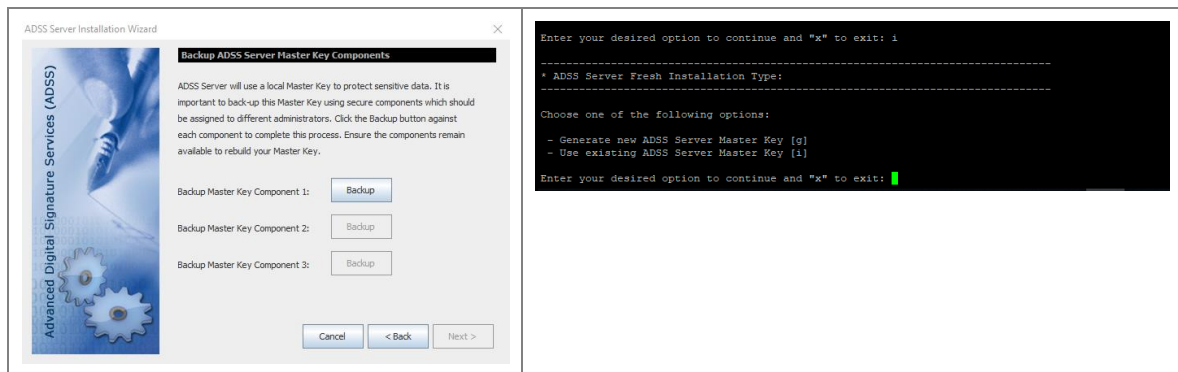 ADSS Server Installation Wizard
Advanced Digital Signature Services (ADSS)
Backup ADSS Server Master Key Components
ADSS Server will use a local Master Key to protect sensitive data. It is
important to back-up this Master Key using secure components which should
be assigned to different administrators. Click the Backup button against
each component to complete this process. Ensure the components remain
available to rebuild your Master Key.
Backup Master Key Component 1: Backup
Backup Master Key Component 2: Backup
Backup Master Key Component 3: Backup
Cancel < Back Next >
Enter your desired option to continue and "x" to exit: i
--------------------------------------------------------------------------------
* ADSS Server Fresh Installation Type:
--------------------------------------------------------------------------------
Choose one of the following options:
- Generate new ADSS Server Master Key [g]
- Use existing ADSS Server Master Key [i]
Enter your desired option to continue and "x" to exit: